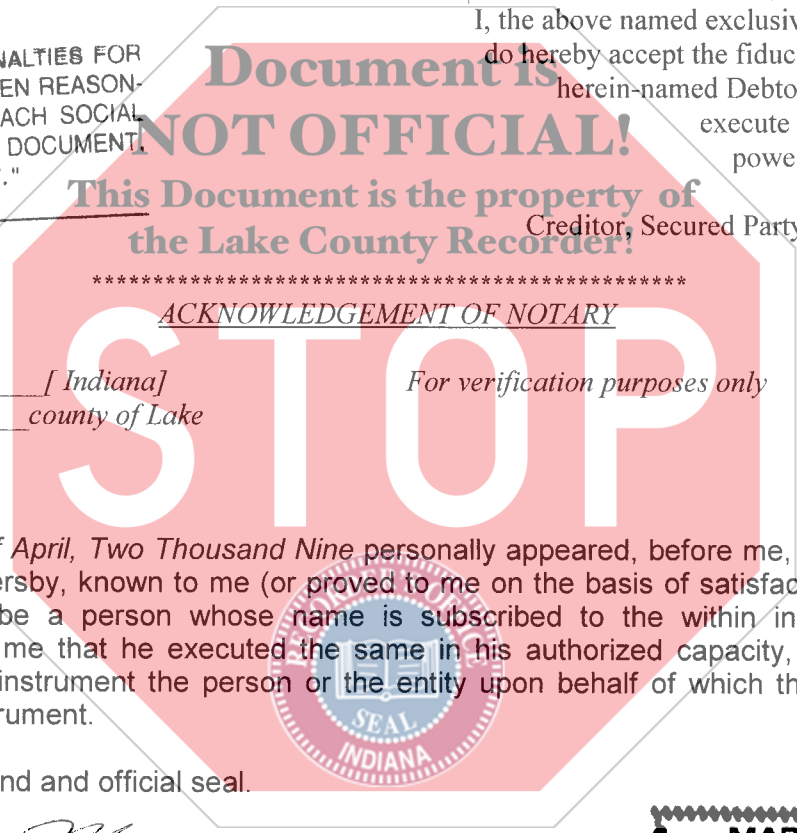 I, the above named exclusiv
NALTIES FOR
do hereby accept the fiduc
EN REASON-
herein-named Debto
ACH SOCIAL
execute
DOCUMENT,
powe
."
Document is
NOT OFFICIAL!
This Document is the property of
the Lake County Recorder!
Creditor, Secured Party
*************************************************
ACKNOWLEDGEMENT OF NOTARY
[ Indiana]
For verification purposes only
county of Lake
STOP
f April, Two Thousand Nine personally appeared, before me,
ersby, known to me (or proved to me on the basis of satisfac
be a person whose name is subscribed to the within in
me that he executed the same in his authorized capacity,
instrument the person or the entity upon behalf of which th
rument.
SEAL
INDIANA
nd and official seal.